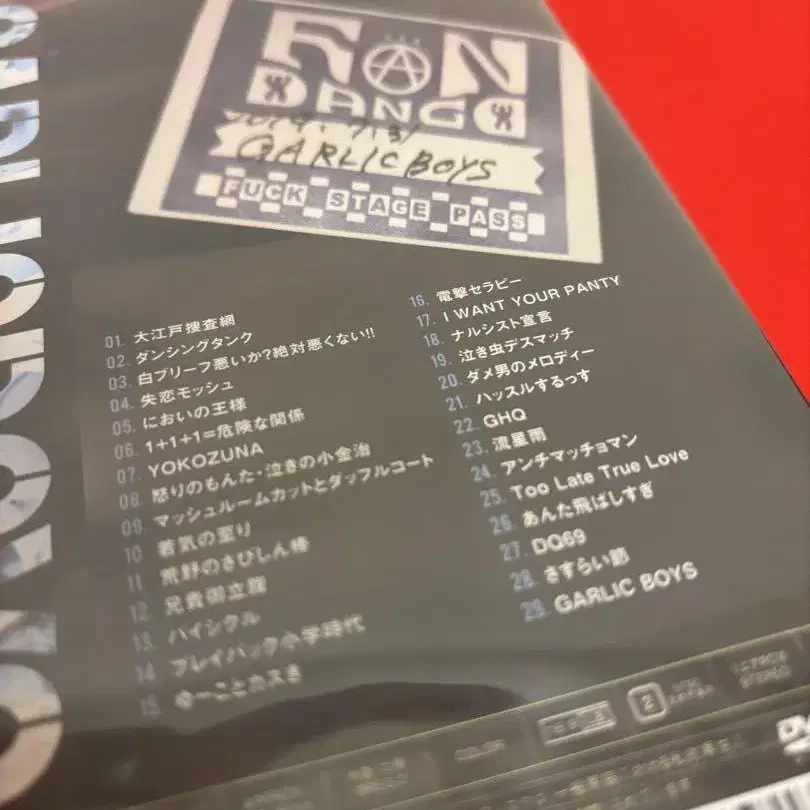 FAN
DANGO
2019.7.31
GARLIC BOYS
FUCK STAGE PASS
01. 大江戸捜査網
02. ダンシングタンク
03. 白ブリーフ悪いか?絶対悪くない!!
04. 失恋モッシュ
05. においの王様
06. 1+1+1=危険な関係
07. YOKOZUNA
08. 怒りのもんた・泣きの小金治
09. マッシュルームカットとダッフルコート
10. 若気の至り
11. 荒野のさびしん棒
12. 兄貴国立群
13. ハイシクル
14. プレイバック小学時代
15.
16. 電撃セラピー
17. I WANT YOUR PANTY
18. ナルシスト宣言
19. 泣き虫デスマッチ
20. ダメ男のメロディー
21. ハッスルするっす
22. GHQ
23. 流星雨
24. アンチマッチョマン
25. Too Late True Love
26. あんた飛ばしすぎ
27. DQ69
28. さすらい節
29. GARLIC BOYS
COLOR
2
STEREO